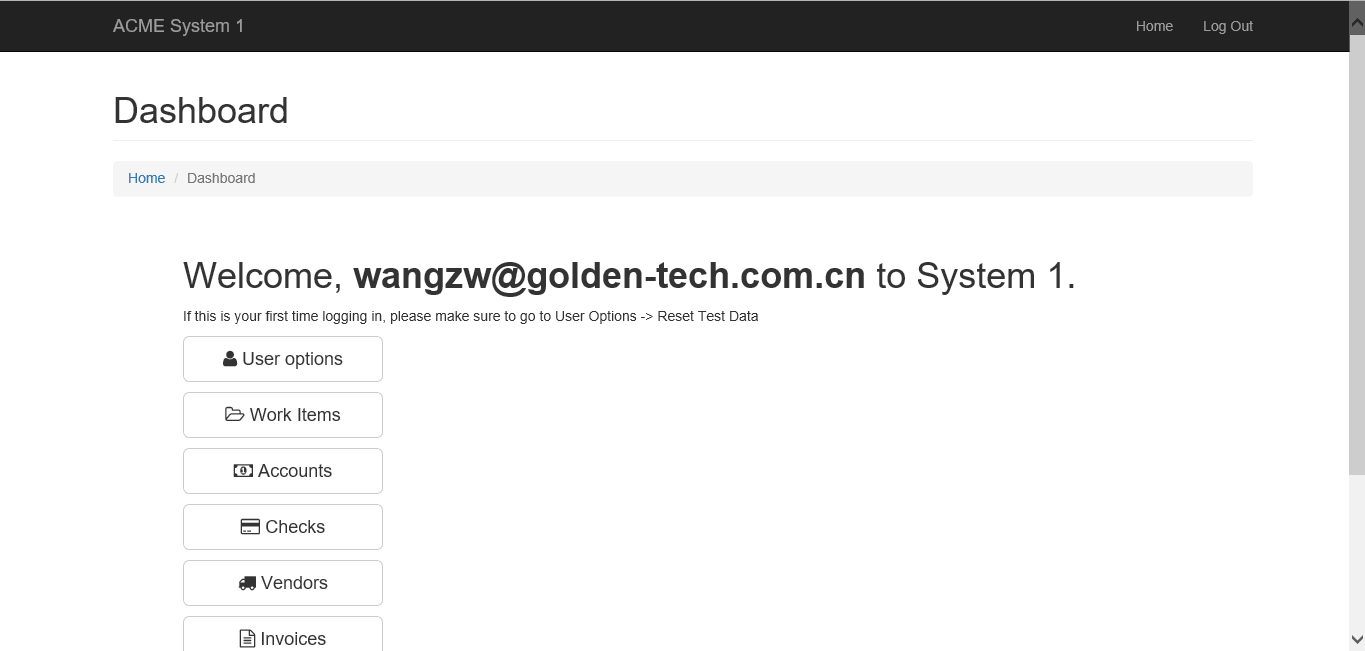 ACME System 1
Home Log Out
Dashboard
Home / Dashboard
Welcome, wangzw@golden-tech.com.cn to System 1.
If this is your first time logging in, please make sure to go to User Options -> Reset Test Data
User options
Work Items
Accounts
Checks
Vendors
Invoices